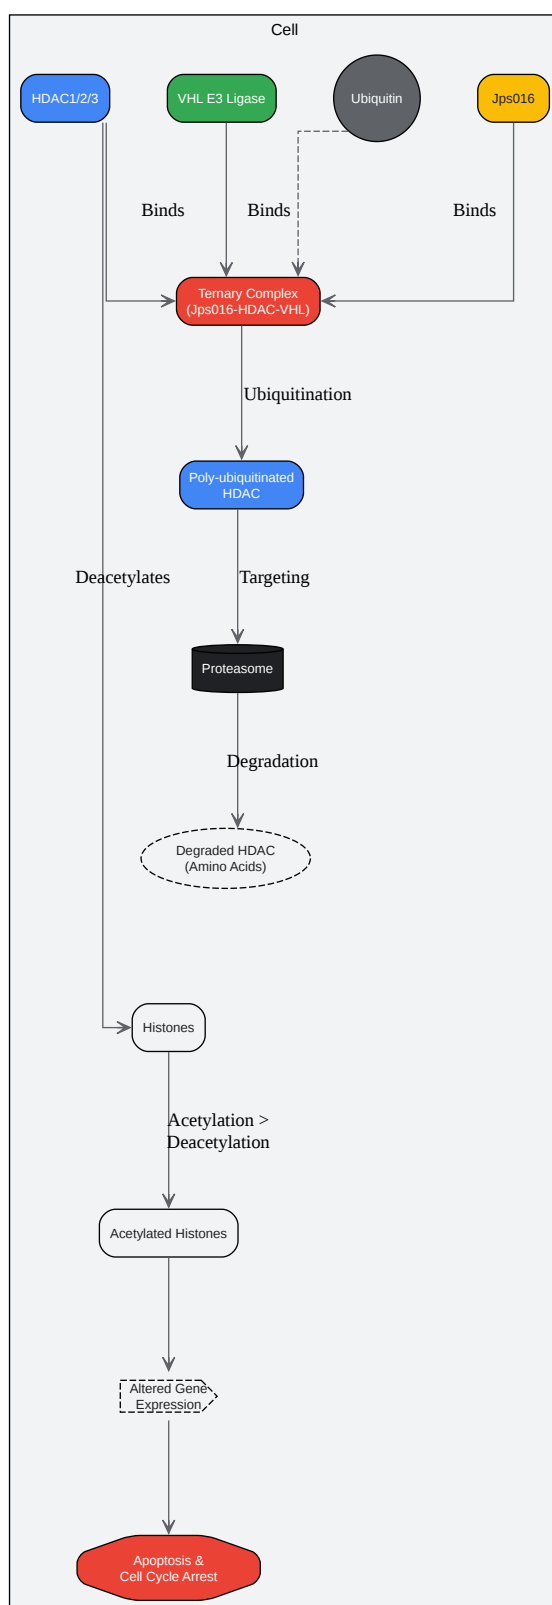 Cell
HDAC1/2/3
VHL E3 Ligase
Ubiquitin
Jps016
Binds
Binds
Binds
Ternary Complex
(Jps016-HDAC-VHL)
Ubiquitination
Poly-ubiquitinated
HDAC
Deacetylates
Targeting
Proteasome
Degradation
Degraded HDAC
(Amino Acids)
Histones
Acetylation >
Deacetylation
Acetylated Histones
Altered Gene
Expression
Apoptosis &
Cell Cycle Arrest